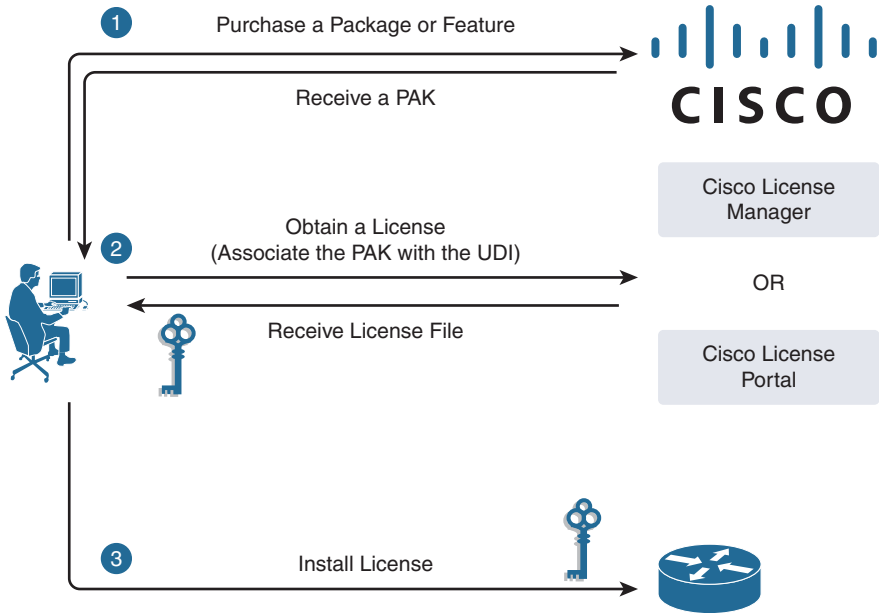 1
Purchase a Package or Feature
Receive a PAK
CISCO
Cisco License
Manager
2
Obtain a License
(Associate the PAK with the UDI)
OR
Receive License File
Cisco License
Portal
3
Install License